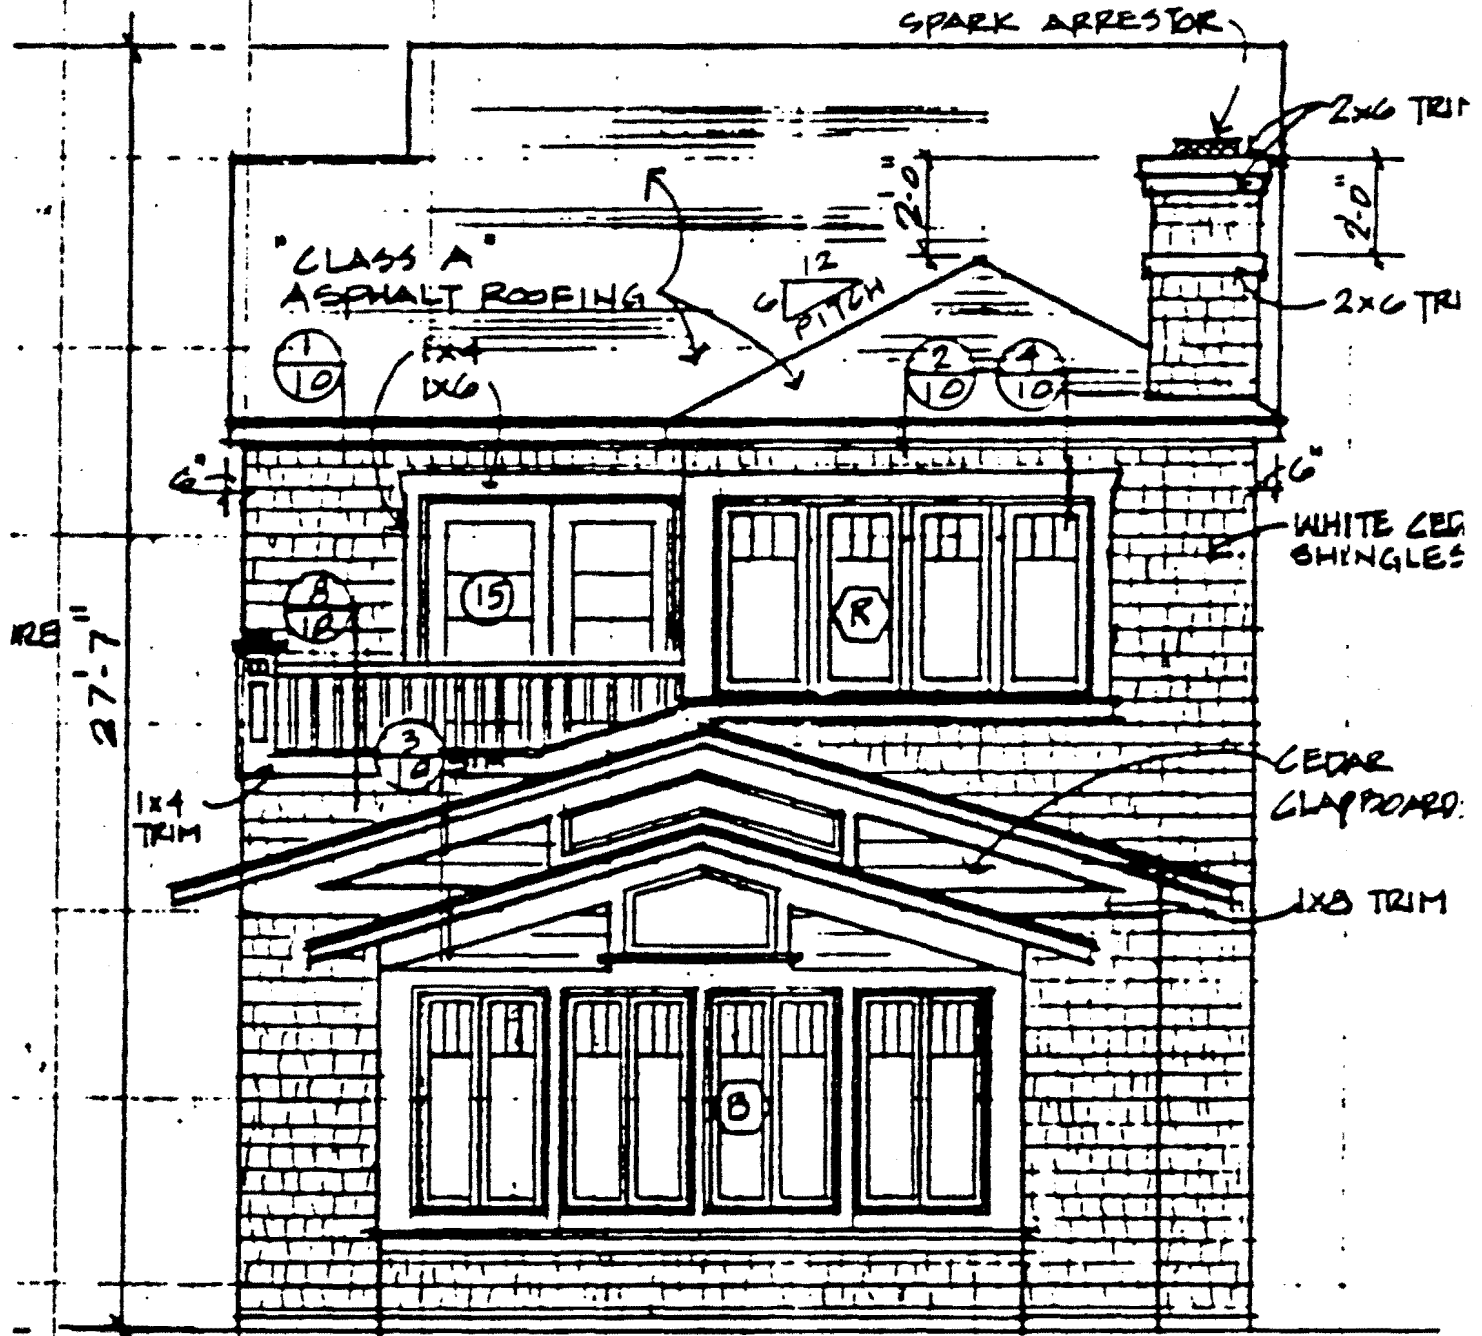 SPARK ARRESTOR
2x6 TRI
2'-0"
2'-0"
"CLASS A"
ASPHALT ROOFING
12
6
PITCH
2x6 TRI
1
10
1x4
1x6
2
10
4
10
6"
6"
WHITE CED
SHINGLES
15
R
8
18
IRE
27'-7"
3
10
1x4
TRIM
CEDAR
CLAPBOARD
1x8 TRIM
B